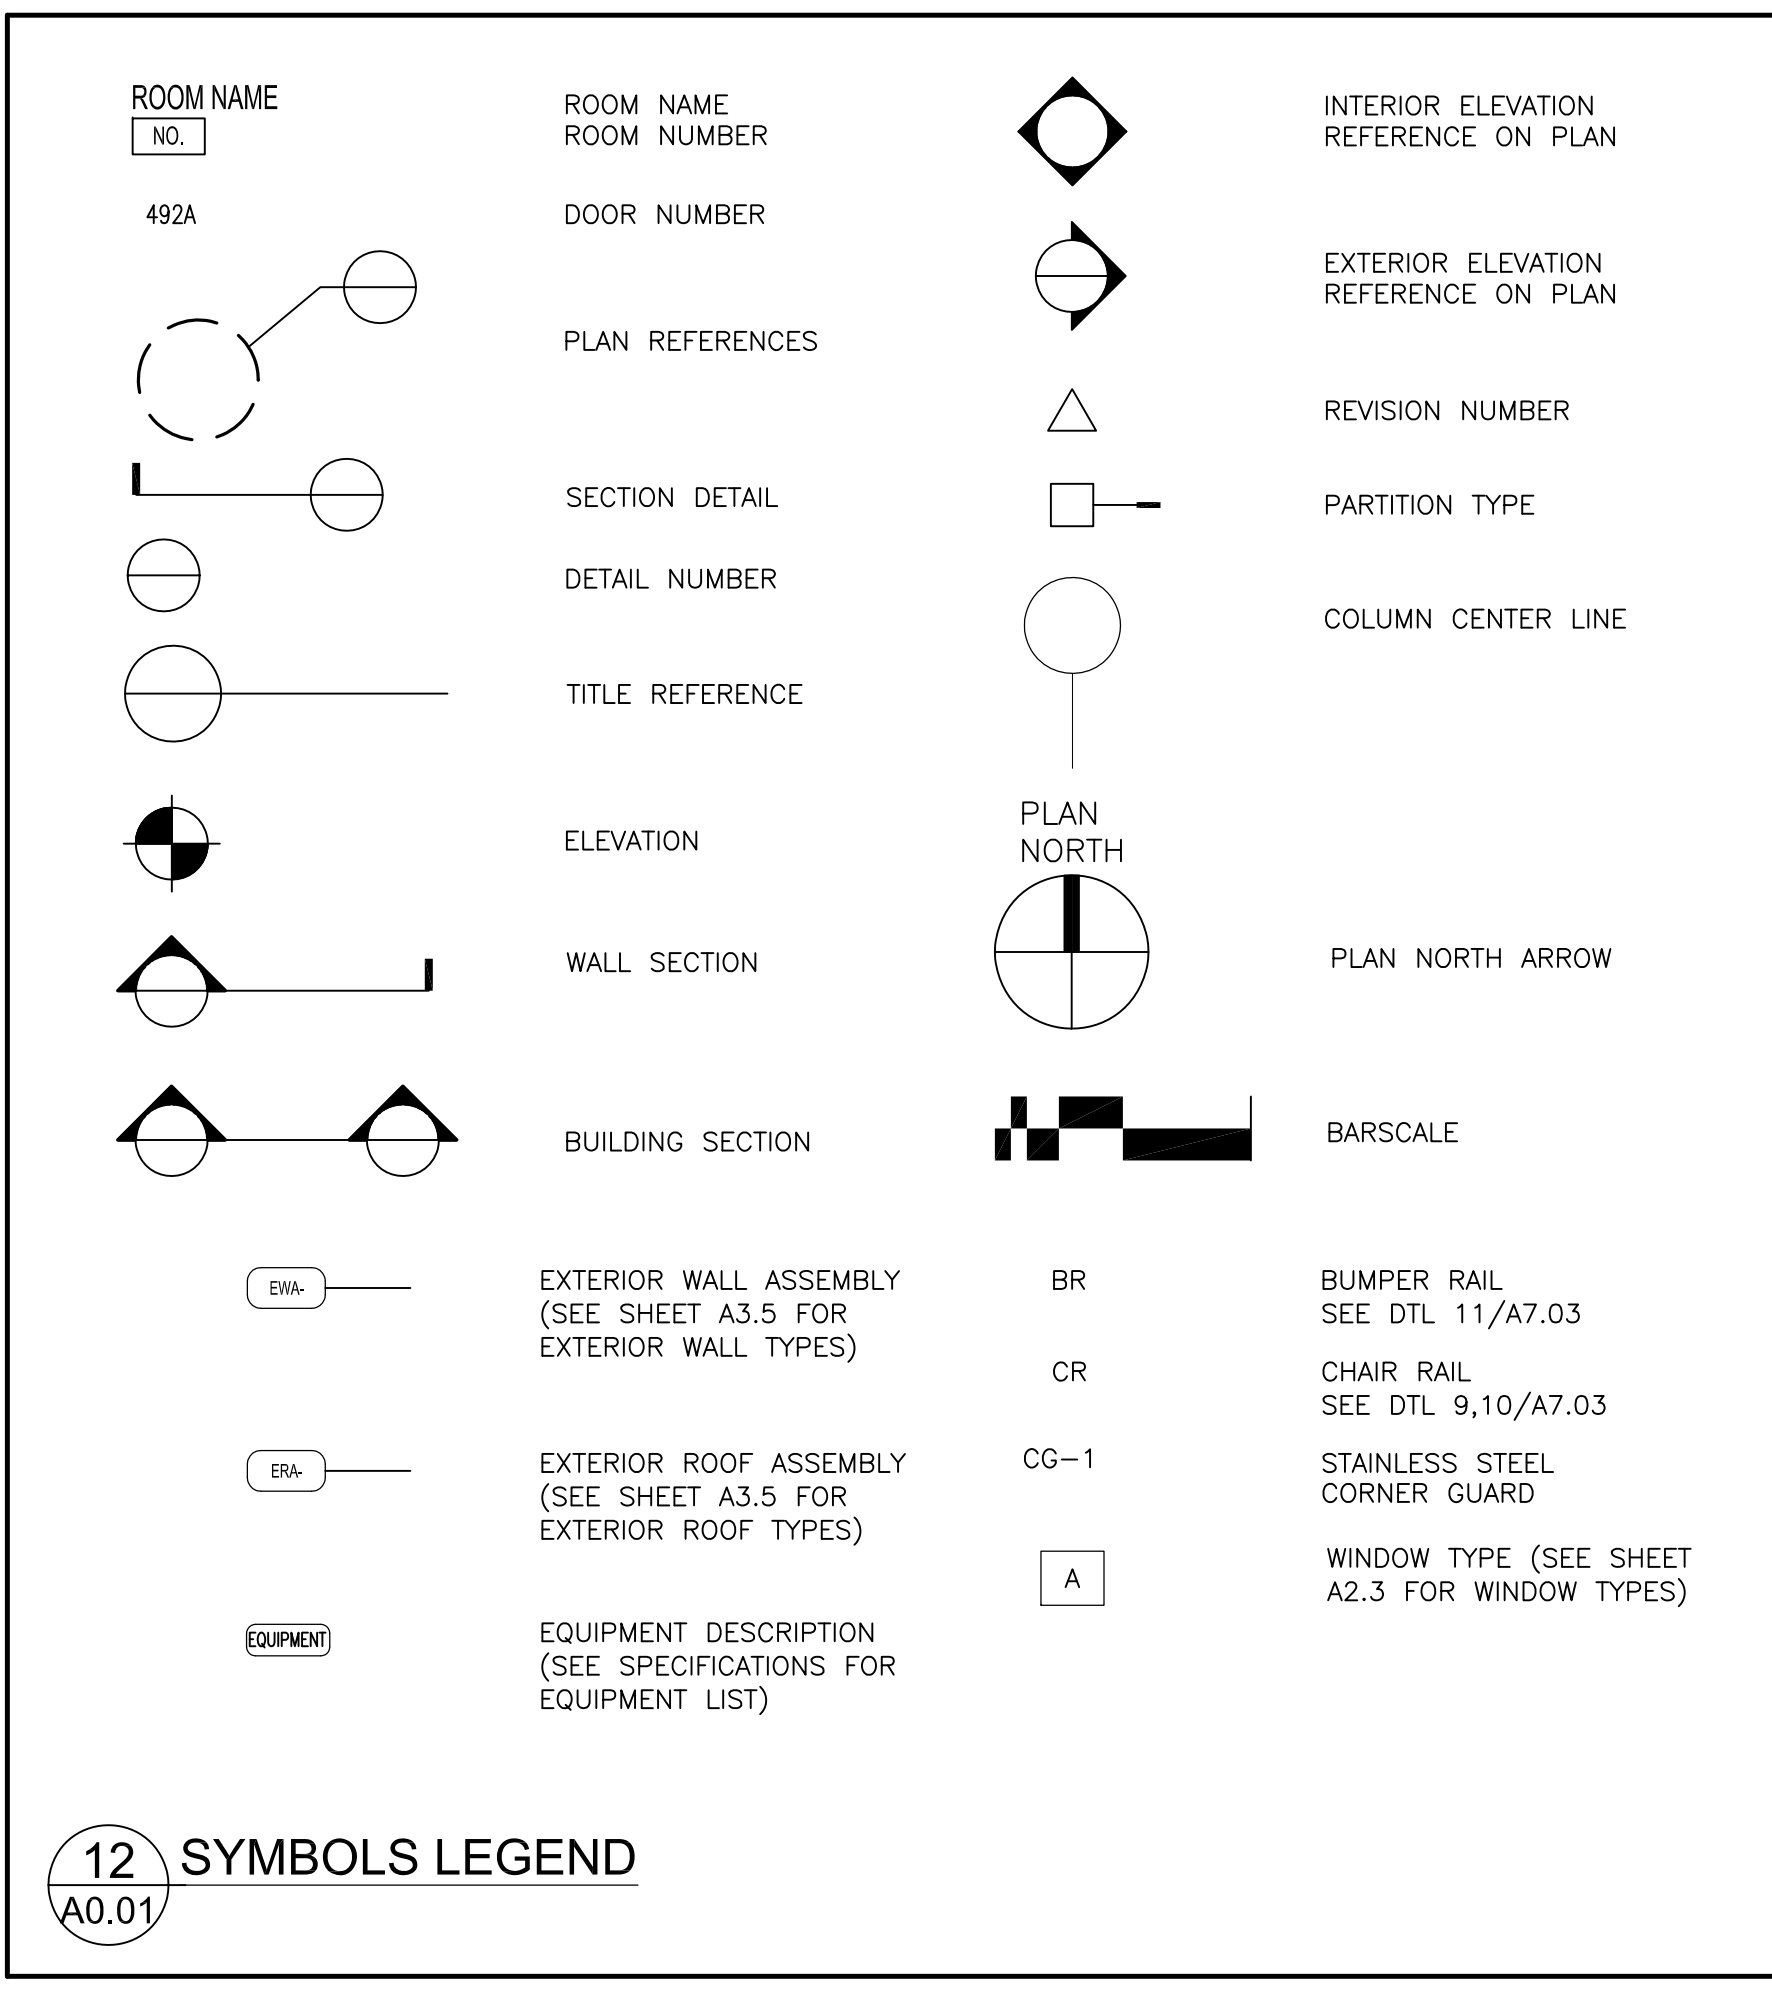 ROOM NAME
NO.
ROOM NAME
ROOM NUMBER
492A
DOOR NUMBER
PLAN REFERENCES
SECTION DETAIL
DETAIL NUMBER
TITLE REFERENCE
ELEVATION
WALL SECTION
BUILDING SECTION
EWA-
EXTERIOR WALL ASSEMBLY
(SEE SHEET A3.5 FOR
EXTERIOR WALL TYPES)
ERA-
EXTERIOR ROOF ASSEMBLY
(SEE SHEET A3.5 FOR
EXTERIOR ROOF TYPES)
EQUIPMENT
EQUIPMENT DESCRIPTION
(SEE SPECIFICATIONS FOR
EQUIPMENT LIST)
INTERIOR ELEVATION
REFERENCE ON PLAN
EXTERIOR ELEVATION
REFERENCE ON PLAN
REVISION NUMBER
PARTITION TYPE
COLUMN CENTER LINE
PLAN
NORTH
PLAN NORTH ARROW
BARSCALE
BR
BUMPER RAIL
SEE DTL 11/A7.03
CR
CHAIR RAIL
SEE DTL 9,10/A7.03
CG-1
STAINLESS STEEL
CORNER GUARD
A
WINDOW TYPE (SEE SHEET
A2.3 FOR WINDOW TYPES)
12
A0.01
SYMBOLS LEGEND